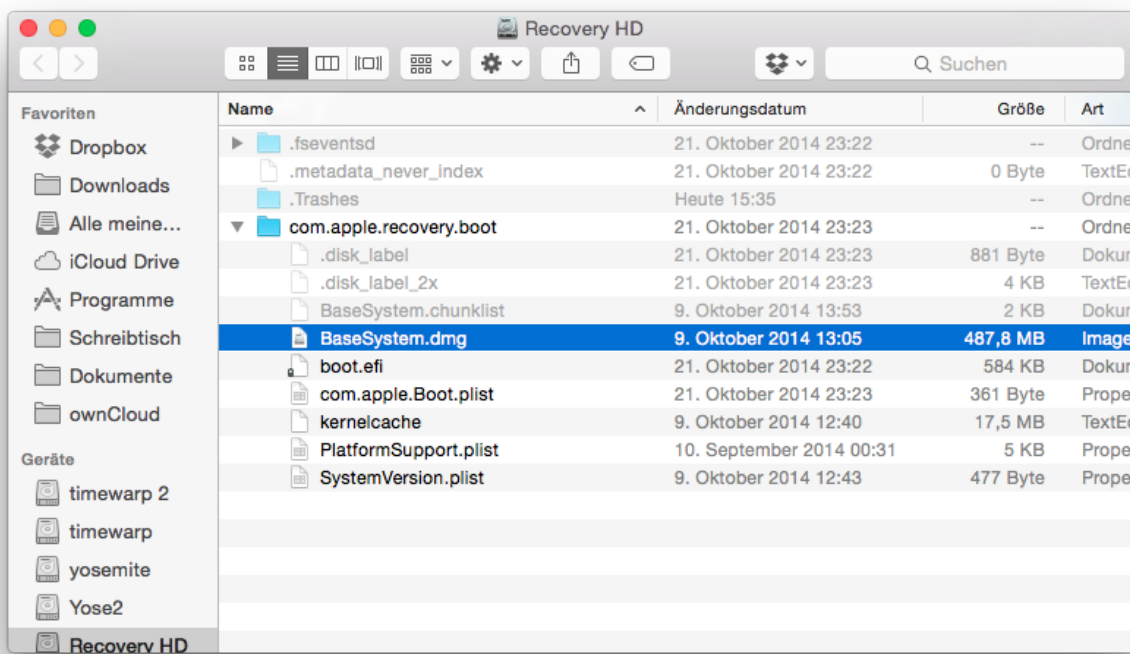 Recovery HD
Suchen
Favoriten
Dropbox
Downloads
Alle meine...
iCloud Drive
Programme
Schreibtisch
Dokumente
ownCloud
Geräte
timewarp 2
timewarp
yosemite
Yose2
Recovery HD
Name Änderungsdatum Größe Art
.fseventsd 21. Oktober 2014 23:22 -- Ordne
.metadata_never_index 21. Oktober 2014 23:22 0 Byte TextE
.Trashes Heute 15:35 -- Ordne
com.apple.recovery.boot 21. Oktober 2014 23:23 -- Ordne
.disk_label 21. Oktober 2014 23:23 881 Byte Dokur
.disk_label_2x 21. Oktober 2014 23:23 4 KB TextE
BaseSystem.chunklist 9. Oktober 2014 13:53 2 KB Dokur
BaseSystem.dmg 9. Oktober 2014 13:05 487,8 MB Image
boot.efi 21. Oktober 2014 23:22 584 KB Dokur
com.apple.Boot.plist 21. Oktober 2014 23:23 361 Byte Prope
kernelcache 9. Oktober 2014 12:40 17,5 MB TextE
PlatformSupport.plist 10. September 2014 00:31 5 KB Prope
SystemVersion.plist 9. Oktober 2014 12:43 477 Byte Prope